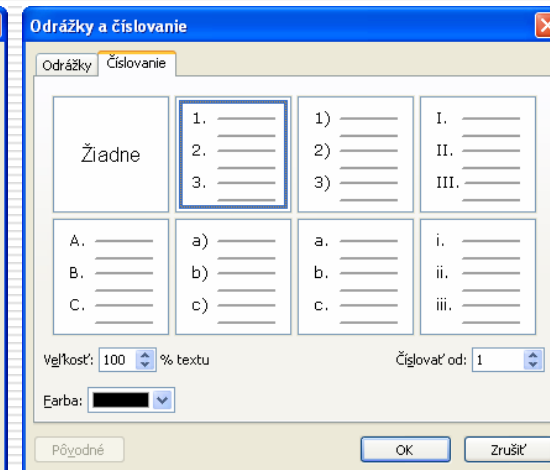 Odrážky a číslovanie
Odrážky Číslovanie
Žiadne
1.
2.
3.
1)
2)
3)
I.
II.
III.
A.
B.
C.
a)
b)
c)
a.
b.
c.
i.
ii.
iii.
Veľkosť: 100 % textu Číslovať od: 1
Farba:
Pôvodné OK Zrušiť